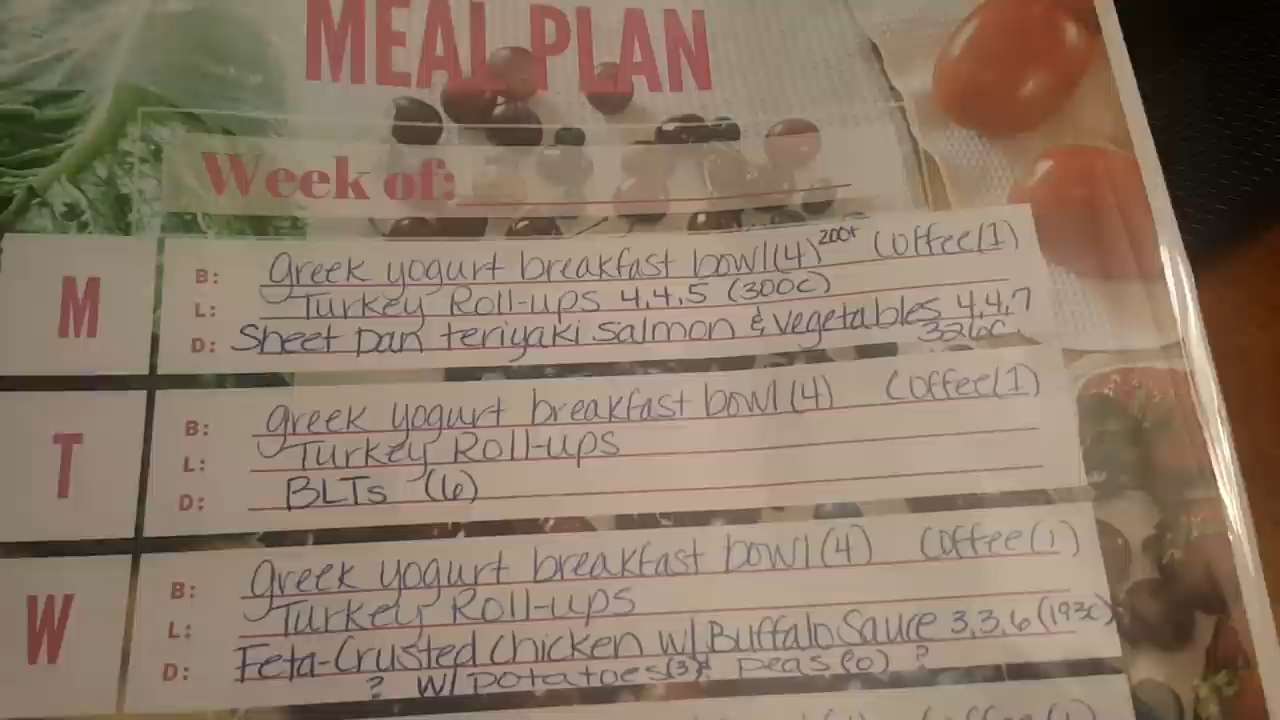 MEAL PLAN
Week of:
M
B: greek yogurt breakfast bowl(4) 200+ Coffee(1)
L: Turkey Roll-ups 4,4,5 (300c)
D: Sheet pan teriyaki salmon & vegetables 4,4,7
326c
T
B: greek yogurt breakfast bowl(4) Coffee(1)
L: Turkey Roll-ups
D: BLTs (6)
W
B: greek yogurt breakfast bowl(4) Coffee(1)
L: Turkey Roll-ups
D: Feta-Crusted Chicken w/ Buffalo Sauce 3,3,6 (193c)
? w/ potatoes(3)? peas(0) ?